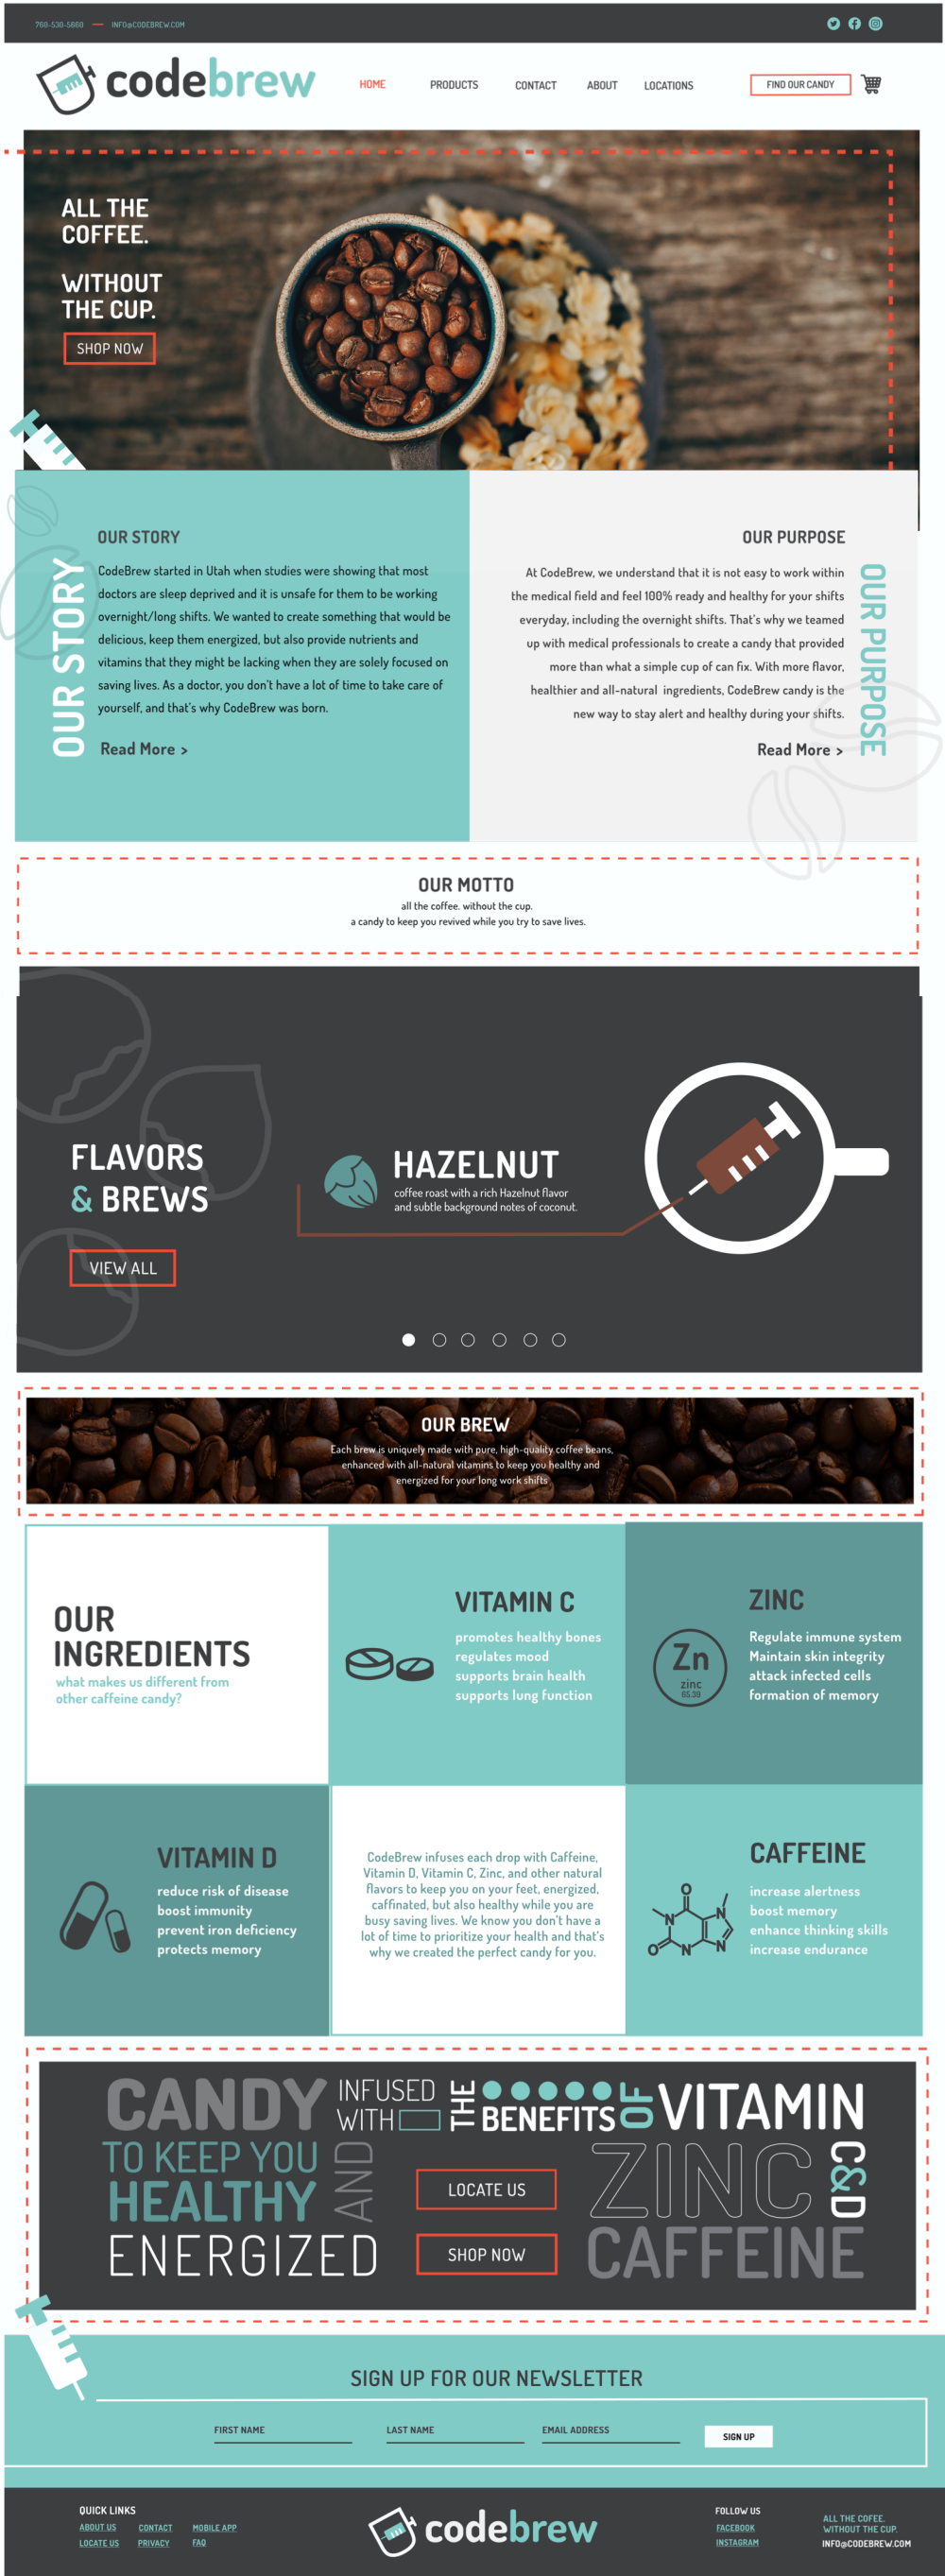 760-530-5660 — INFO@CODEBREW.COM
codebrew
HOME PRODUCTS CONTACT ABOUT LOCATIONS FIND OUR CANDY
ALL THE
COFFEE.
WITHOUT
THE CUP.
SHOP NOW
OUR STORY
OUR STORY
CodeBrew started in Utah when studies were showing that most
doctors are sleep deprived and it is unsafe for them to be working
overnight/long shifts. We wanted to create something that would be
delicious, keep them energized, but also provide nutrients and
vitamins that they might be lacking when they are solely focused on
saving lives. As a doctor, you don't have a lot of time to take care of
yourself, and that's why CodeBrew was born.
Read More >
OUR PURPOSE
At CodeBrew, we understand that it is not easy to work within
the medical field and feel 100% ready and healthy for your shifts
everyday, including the overnight shifts. That's why we teamed
up with medical professionals to create a candy that provided
more than what a simple cup of can fix. With more flavor,
healthier and all-natural ingredients, CodeBrew candy is the
new way to stay alert and healthy during your shifts.
Read More >
OUR PURPOSE
OUR MOTTO
all the coffee. without the cup.
a candy to keep you revived while you try to save lives.
FLAVORS
& BREWS
VIEW ALL
HAZELNUT
coffee roast with a rich Hazelnut flavor
and subtle background notes of coconut.
OUR BREW
Each brew is uniquely made with pure, high-quality coffee beans,
enhanced with all-natural vitamins to keep you healthy and
energized for your long work shifts
OUR
INGREDIENTS
what makes us different from
other caffeine candy?
VITAMIN C
promotes healthy bones
regulates mood
supports brain health
supports lung function
Zn
zinc
65.39
ZINC
Regulate immune system
Maintain skin integrity
attack infected cells
formation of memory
VITAMIN D
reduce risk of disease
boost immunity
prevent iron deficiency
protects memory
CodeBrew infuses each drop with Caffeine,
Vitamin D, Vitamin C, Zinc, and other natural
flavors to keep you on your feet, energized,
caffinated, but also healthy while you are
busy saving lives. We know you don't have a
lot of time to prioritize your health and that's
why we created the perfect candy for you.
O N N N N O
CAFFEINE
increase alertness
boost memory
enhance thinking skills
increase endurance
CANDY INFUSED
WITH THE BENEFITS OF VITAMIN
C&D
ZINC
CAFFEINE
TO KEEP YOU
HEALTHY AND
ENERGIZED
LOCATE US
SHOP NOW
SIGN UP FOR OUR NEWSLETTER
FIRST NAME LAST NAME EMAIL ADDRESS SIGN UP
QUICK LINKS
ABOUT US CONTACT MOBILE APP
LOCATE US PRIVACY FAQ
codebrew
FOLLOW US
FACEBOOK
INSTAGRAM
ALL THE COFEE.
WITHOUT THE CUP.
INFO@CODEBREW.COM